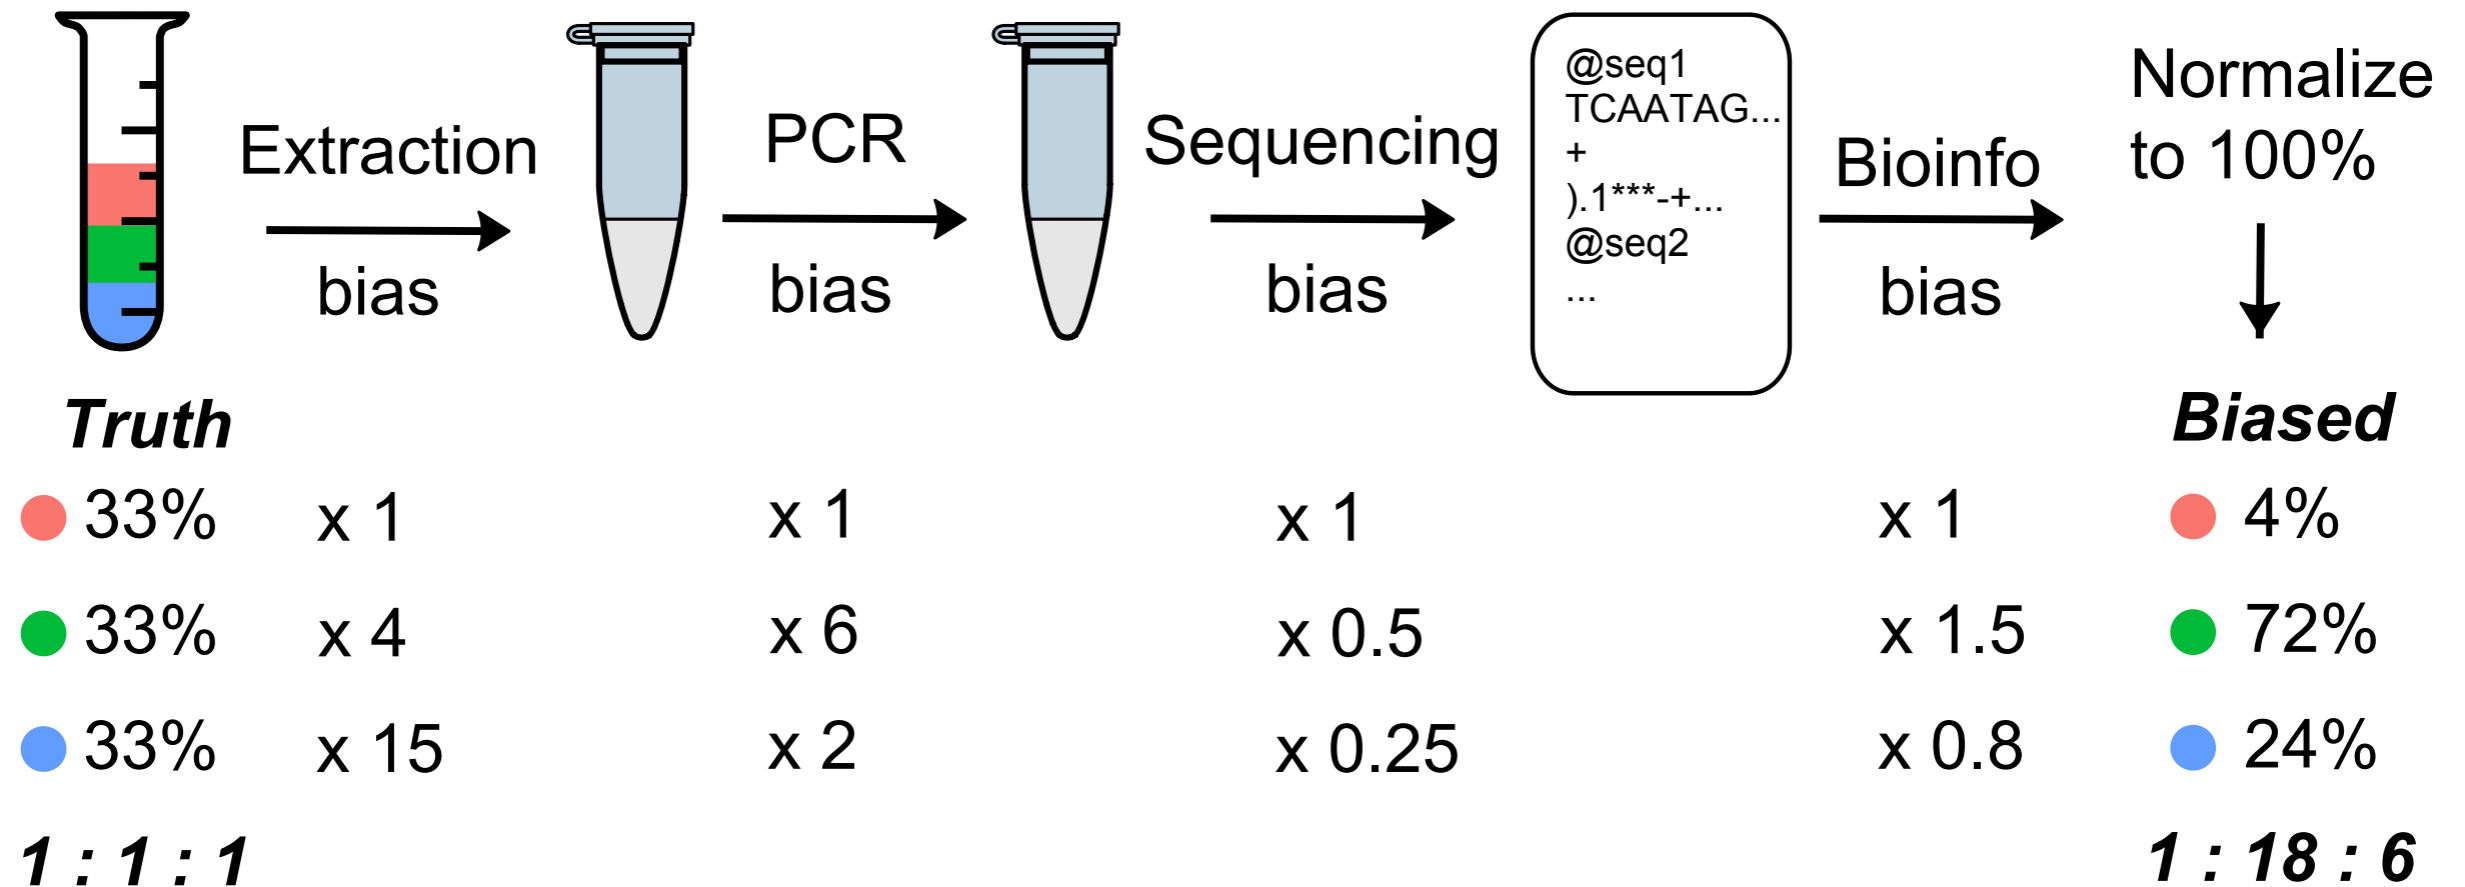 Extraction
bias
PCR
bias
Sequencing
bias
@seq1
TCAATAG...
+
).1***-+...
@seq2
...
Bioinfo
bias
Normalize
to 100%
Truth
Biased
33% x 1 x 1 x 1 x 1 4%
33% x 4 x 6 x 0.5 x 1.5 72%
33% x 15 x 2 x 0.25 x 0.8 24%
1 : 1 : 1
1 : 18 : 6